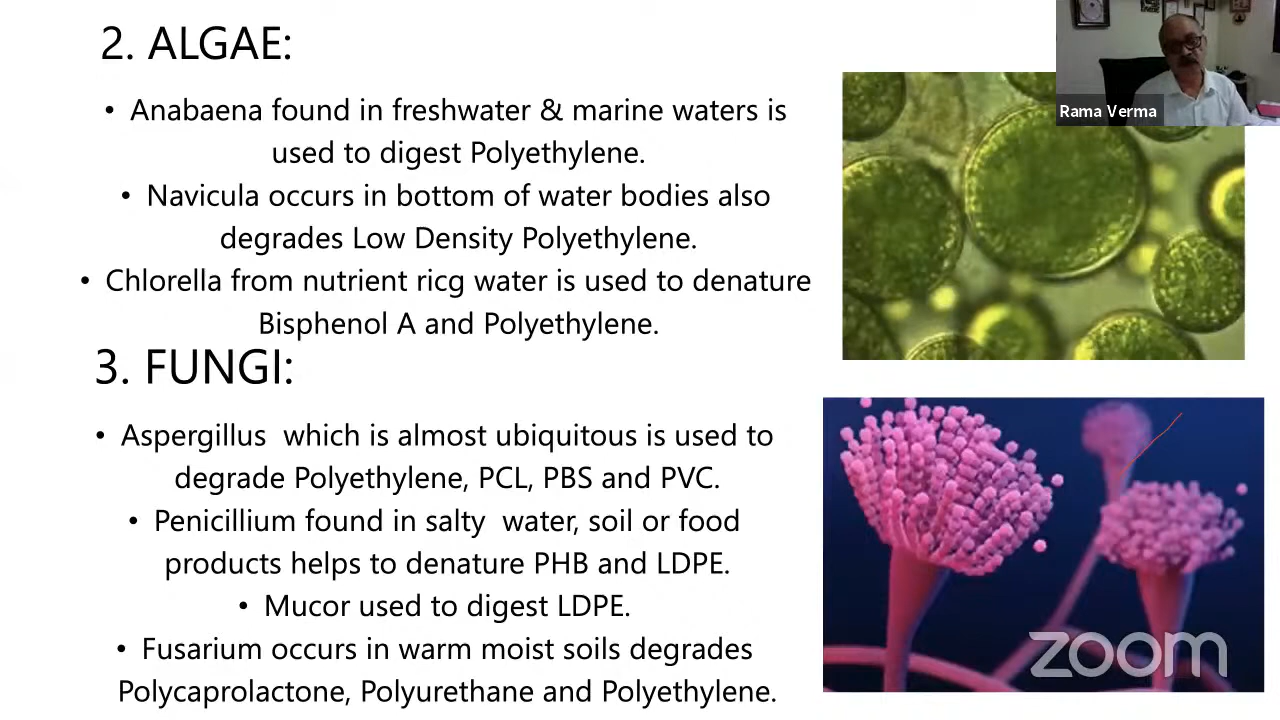 2. ALGAE:
• Anabaena found in freshwater & marine waters is
used to digest Polyethylene.
• Navicula occurs in bottom of water bodies also
degrades Low Density Polyethylene.
• Chlorella from nutrient ricg water is used to denature
Bisphenol A and Polyethylene.
3. FUNGI:
• Aspergillus which is almost ubiquitous is used to
degrade Polyethylene, PCL, PBS and PVC.
• Penicillium found in salty water, soil or food
products helps to denature PHB and LDPE.
• Mucor used to digest LDPE.
• Fusarium occurs in warm moist soils degrades
Polycaprolactone, Polyurethane and Polyethylene.
Rama Verma
zoom